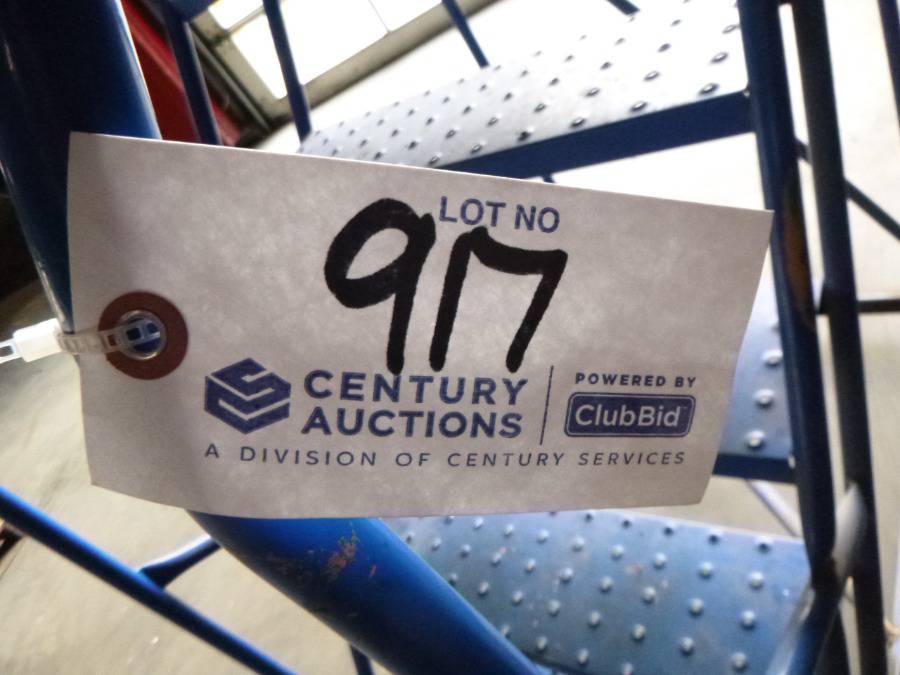 LOT NO
917
CENTURY AUCTIONS
POWERED BY
ClubBid
A DIVISION OF CENTURY SERVICES